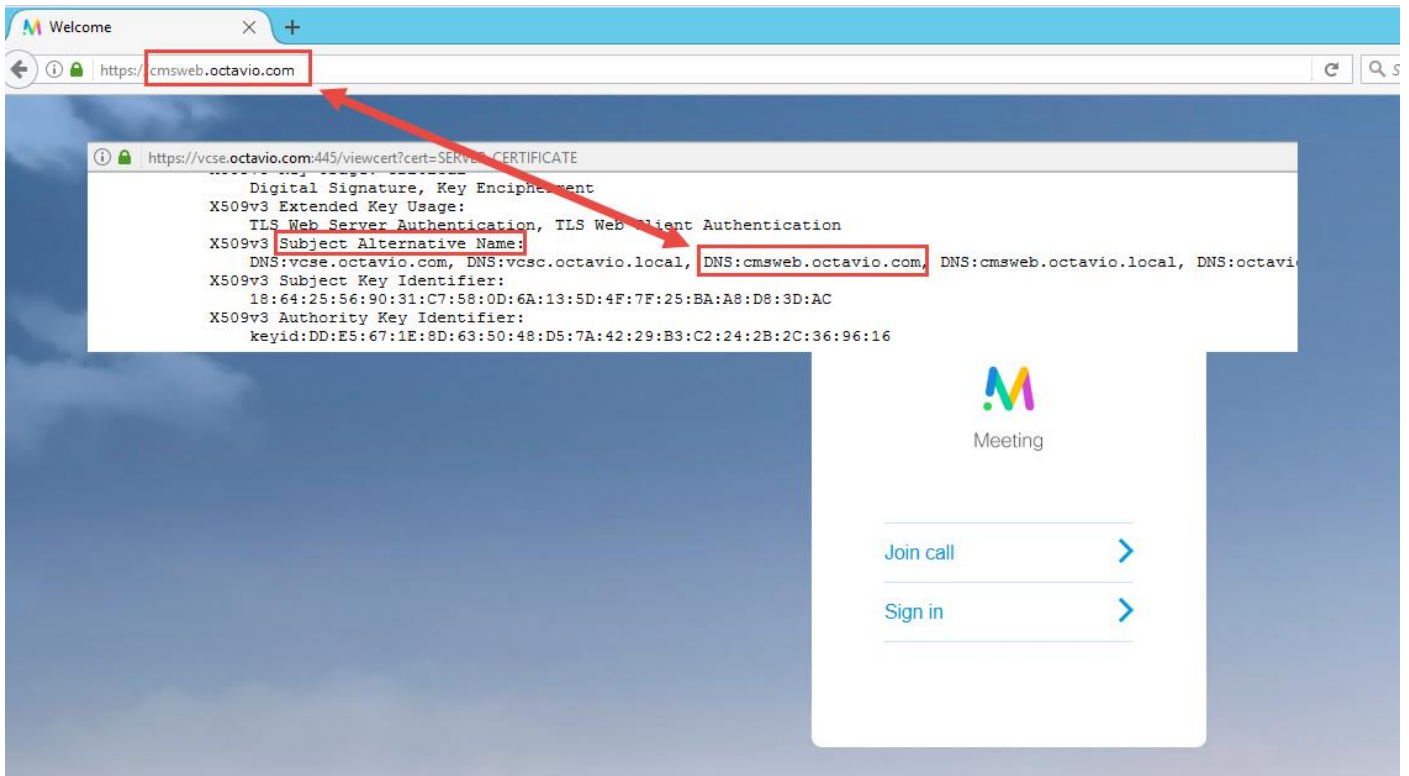 Welcome
https://cmsweb.octavio.com
https://vcse.octavio.com:445/viewcert?cert=SERVER CERTIFICATE
Digital Signature, Key Encipherment
X509v3 Extended Key Usage:
TLS Web Server Authentication, TLS Web Client Authentication
X509v3 Subject Alternative Name:
DNS:vcse.octavio.com, DNS:vcsc.octavio.local, DNS:cmsweb.octavio.com, DNS:cmsweb.octavio.local, DNS:octavi
X509v3 Subject Key Identifier:
18:64:25:56:90:31:C7:58:0D:6A:13:5D:4F:7F:25:BA:A8:D8:3D:AC
X509v3 Authority Key Identifier:
keyid:DD:E5:67:1E:8D:63:50:48:D5:7A:42:29:B3:C2:24:2B:2C:36:96:16
Meeting
Join call
Sign in